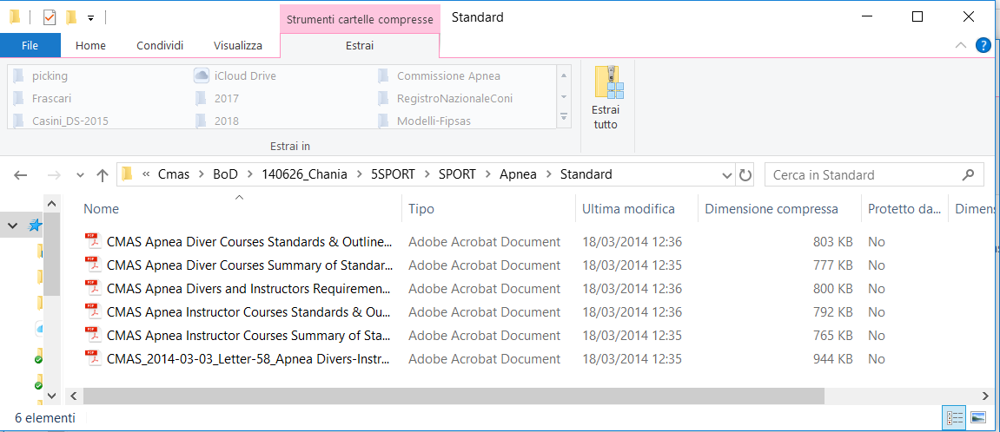 Strumenti cartelle compresse Standard
File Home Condividi Visualizza Estrai
picking iCloud Drive Commissione Apnea
Frascari 2017 RegistroNazionaleConi
Casini_DS-2015 2018 Modelli-Fipsas
Estrai tutto
Estrai in
« Cmas > BoD > 140626_Chania > 5SPORT > SPORT > Apnea > Standard Cerca in Standard
Nome Tipo Ultima modifica Dimensione compressa Protetto da... Dimens
CMAS Apnea Diver Courses Standards & Outline... Adobe Acrobat Document 18/03/2014 12:36 803 KB No
CMAS Apnea Diver Courses Summary of Standar... Adobe Acrobat Document 18/03/2014 12:36 777 KB No
CMAS Apnea Divers and Instructors Requiremen... Adobe Acrobat Document 18/03/2014 12:36 800 KB No
CMAS Apnea Instructor Courses Standards & Ou... Adobe Acrobat Document 18/03/2014 12:36 792 KB No
CMAS Apnea Instructor Courses Summary of Sta... Adobe Acrobat Document 18/03/2014 12:35 765 KB No
CMAS_2014-03-03_Letter-58_Apnea Divers-Instr... Adobe Acrobat Document 18/03/2014 12:35 944 KB No
6 elementi